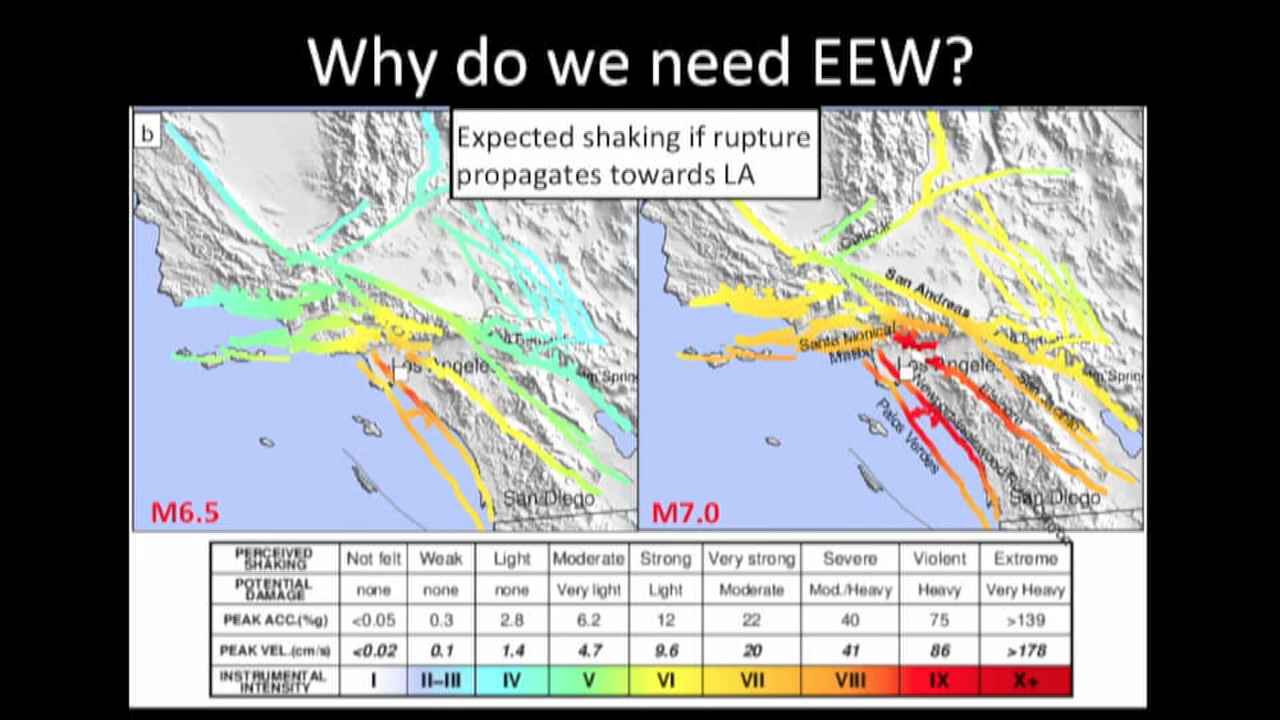 Why do we need EEW?
b
Expected shaking if rupture
propagates towards LA
Los Angele
San Diego
M6.5
San Andreas
Santa Monica
Los Angele
Palos Verdes
San Diego
M7.0
PERCEIVED SHAKING Not felt Weak Light Moderate Strong Very strong Severe Violent Extreme
POTENTIAL DAMAGE none none none Very light Light Moderate Mod./Heavy Heavy Very Heavy
PEAK ACC.(%g) <0.05 0.3 2.8 6.2 12 22 40 75 >139
PEAK VEL.(cm/s) <0.02 0.1 1.4 4.7 9.6 20 41 86 >178
INSTRUMENTAL INTENSITY I II–III IV V VI VII VIII IX X+